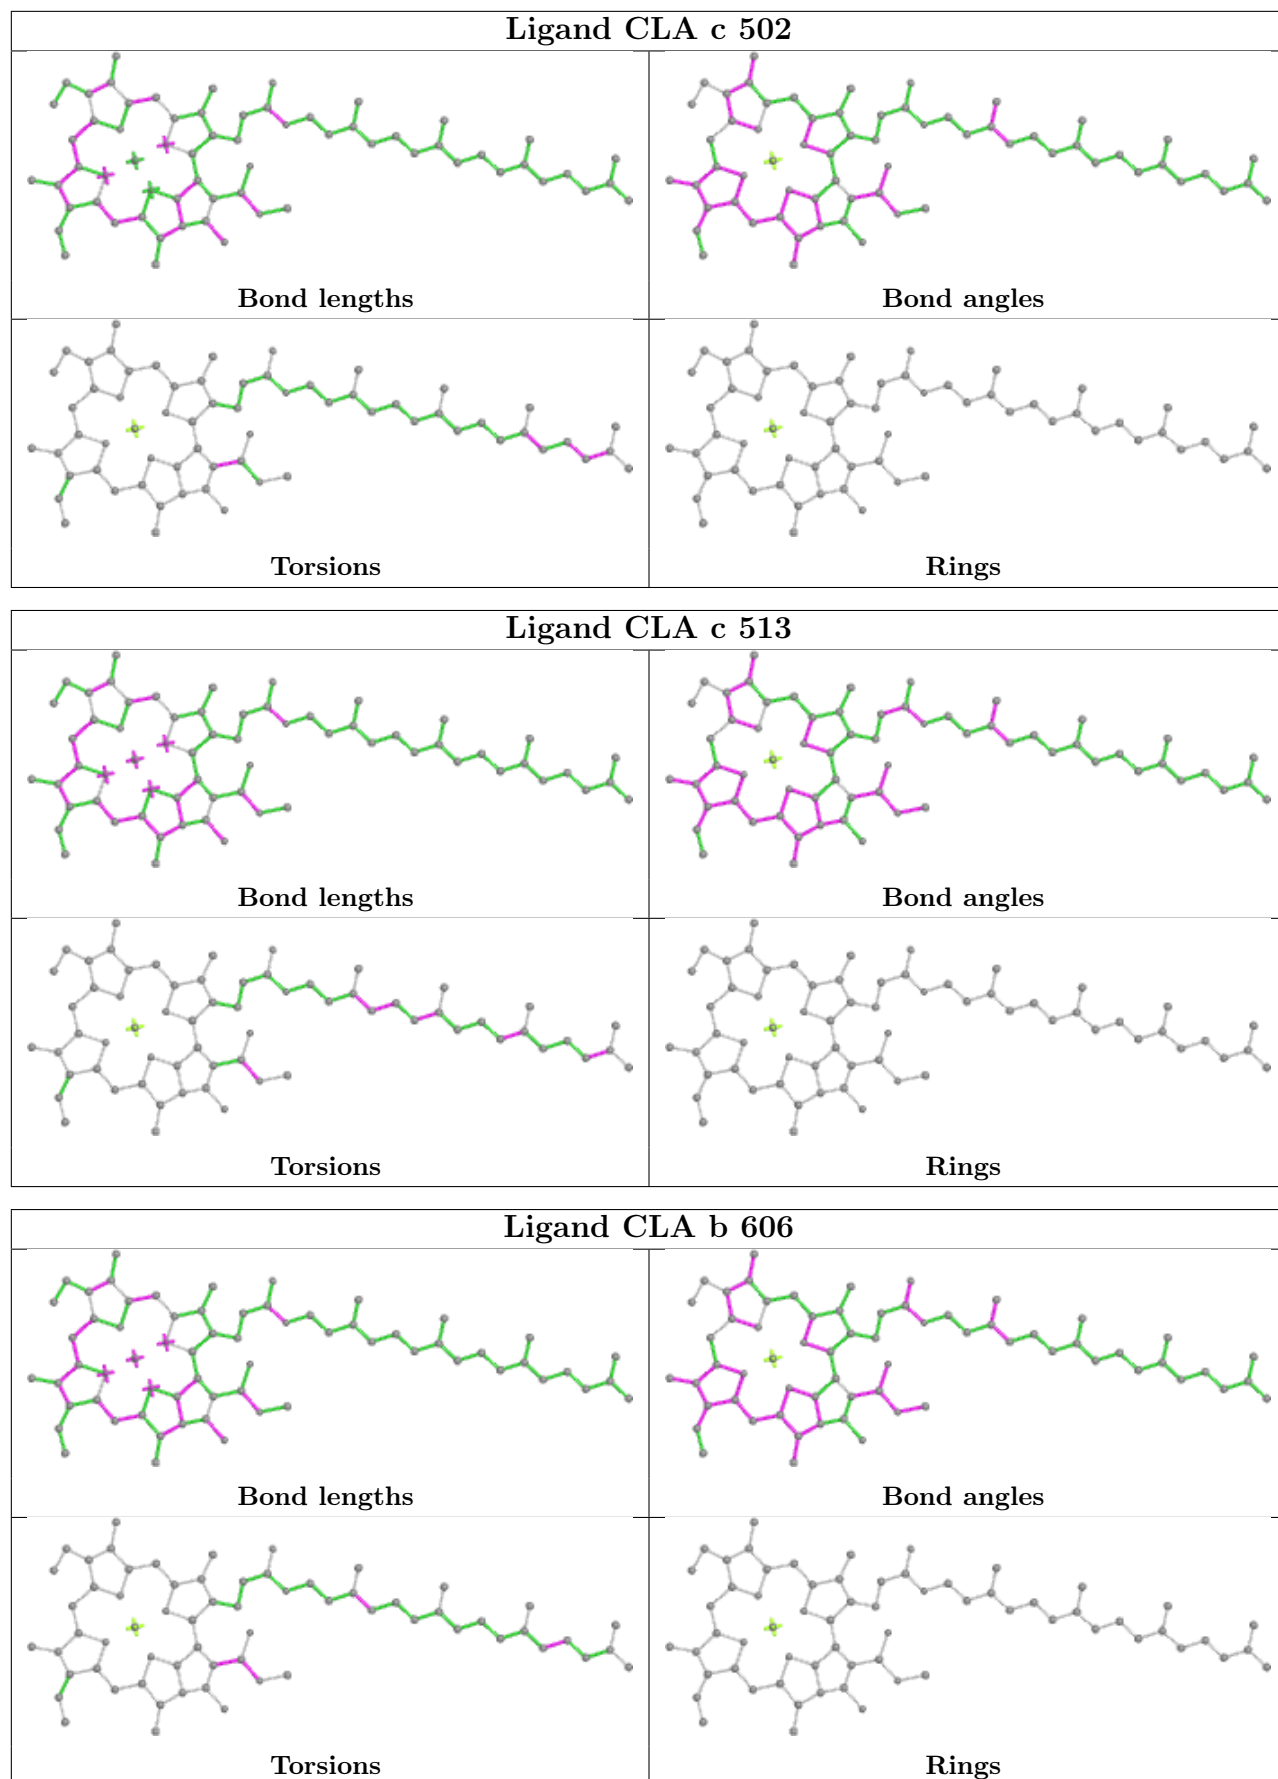 Ligand CLA c 502
Bond lengths
Bond angles
Torsions
Rings
Ligand CLA c 513
Bond lengths
Bond angles
Torsions
Rings
Ligand CLA b 606
Bond lengths
Bond angles
Torsions
Rings